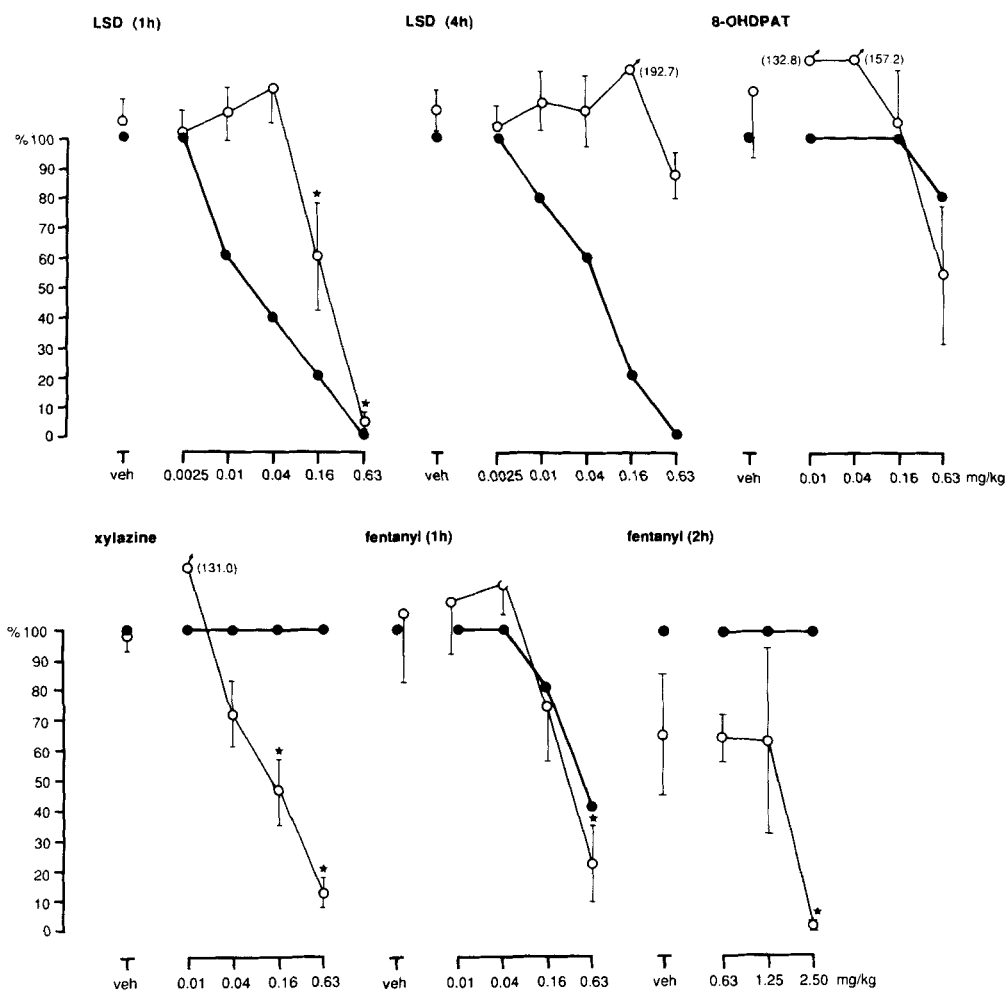 LSD (1h)
LSD (4h)
8-OHDPAT
(132.8)
(157.2)
(192.7)
% 100
90
80
70
60
50
40
30
20
10
0
★
★
veh
0.0025 0.01 0.04 0.16 0.63
veh
0.0025 0.01 0.04 0.16 0.63
veh
0.01 0.04 0.16 0.63 mg/kg
xylazine
fentanyl (1h)
fentanyl (2h)
(131.0)
% 100
90
80
70
60
50
40
30
20
10
0
★
★
★
★
veh
0.01 0.04 0.16 0.63
veh
0.01 0.04 0.16 0.63
veh
0.63 1.25 2.50 mg/kg